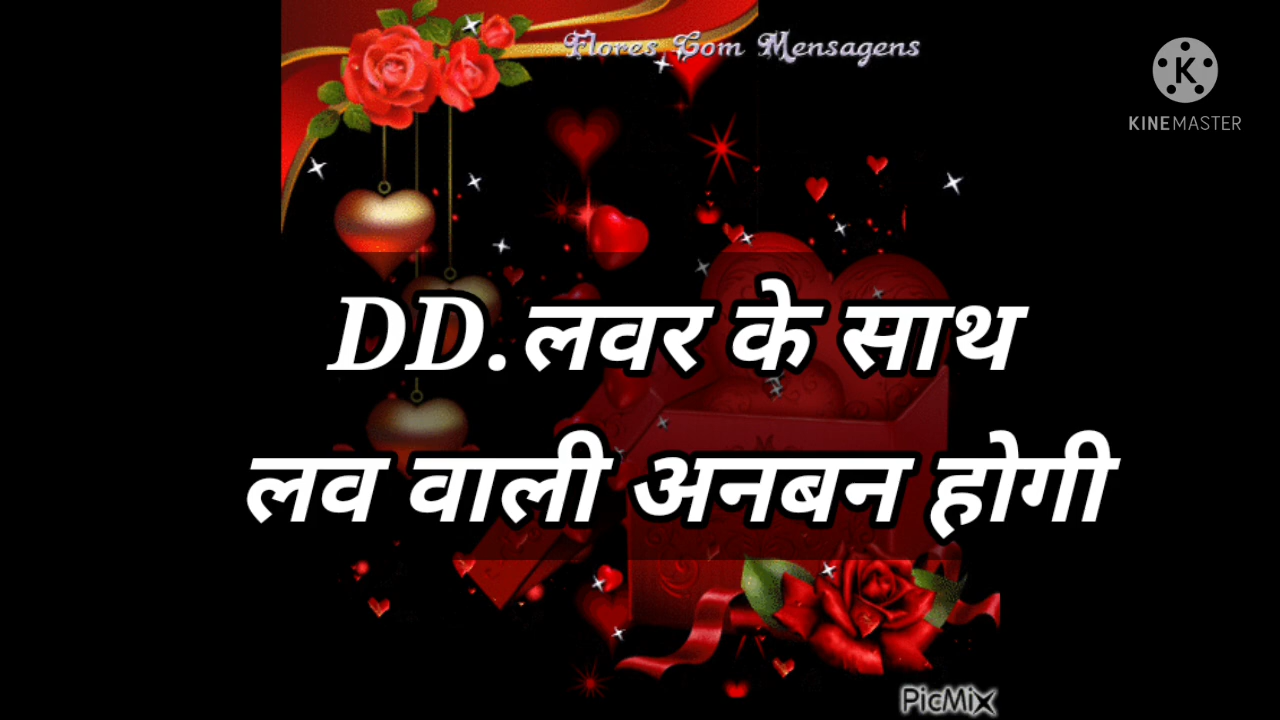 Flores Com Mensagens
K
KINEMASTER
DD.लवर के साथ
लव वाली अनबन होगी
PicMix